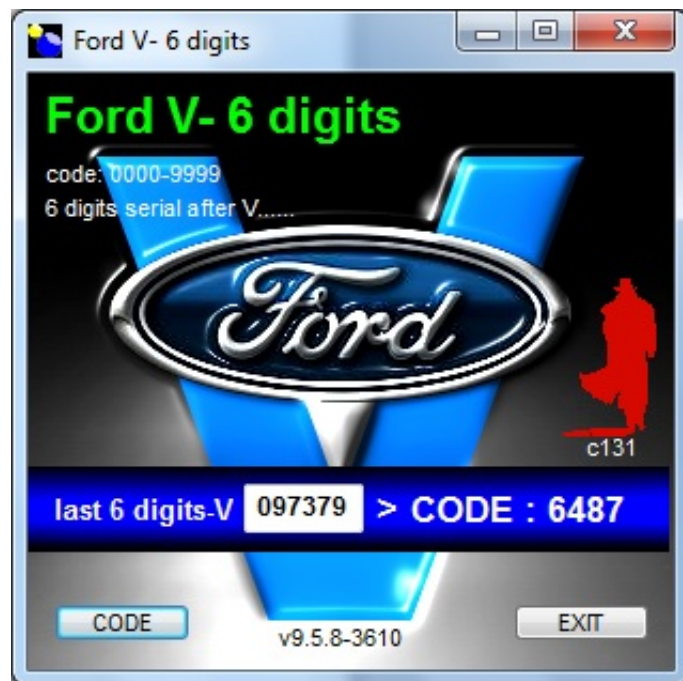 Ford V- 6 digits
Ford V- 6 digits
code: 0000-9999
6 digits serial after V......
Ford
c131
last 6 digits-V 097379 > CODE : 6487
CODE
v9.5.8-3610
EXIT